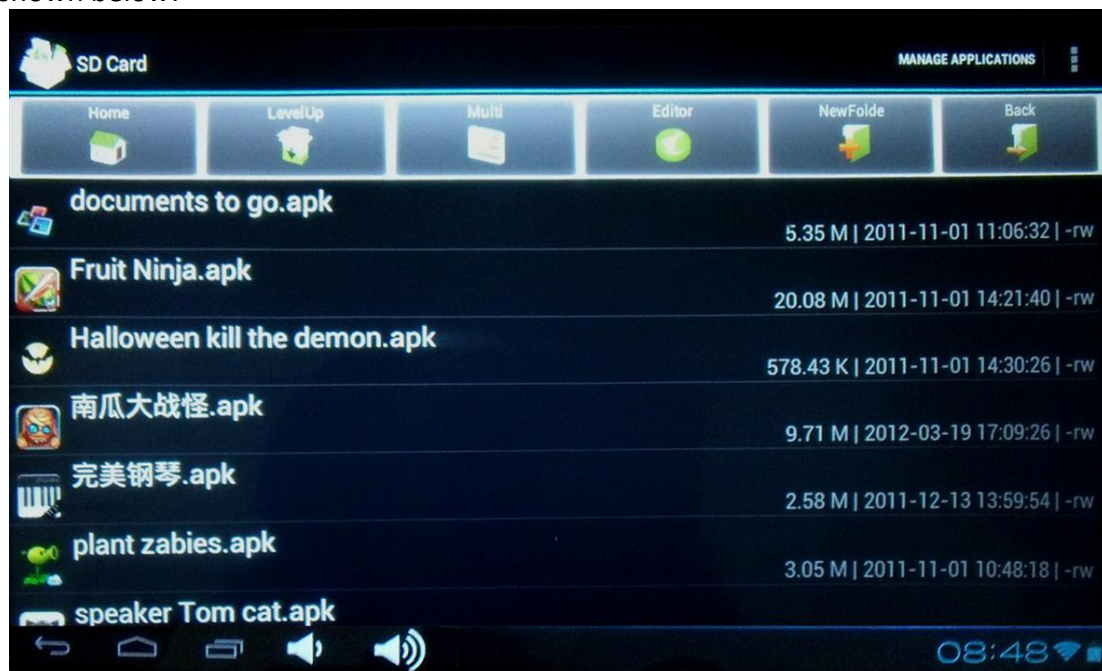 SD Card
MANAGE APPLICATIONS
Home
LevelUp
Multi
Editor
NewFolde
Back
documents to go.apk
5.35 M | 2011-11-01 11:06:32 | -rw
Fruit Ninja.apk
20.08 M | 2011-11-01 14:21:40 | -rw
Halloween kill the demon.apk
578.43 K | 2011-11-01 14:30:26 | -rw
南瓜大战怪.apk
9.71 M | 2012-03-19 17:09:26 | -rw
完美钢琴.apk
2.58 M | 2011-12-13 13:59:54 | -rw
plant zabies.apk
3.05 M | 2011-11-01 10:48:18 | -rw
speaker Tom cat.apk
08:48